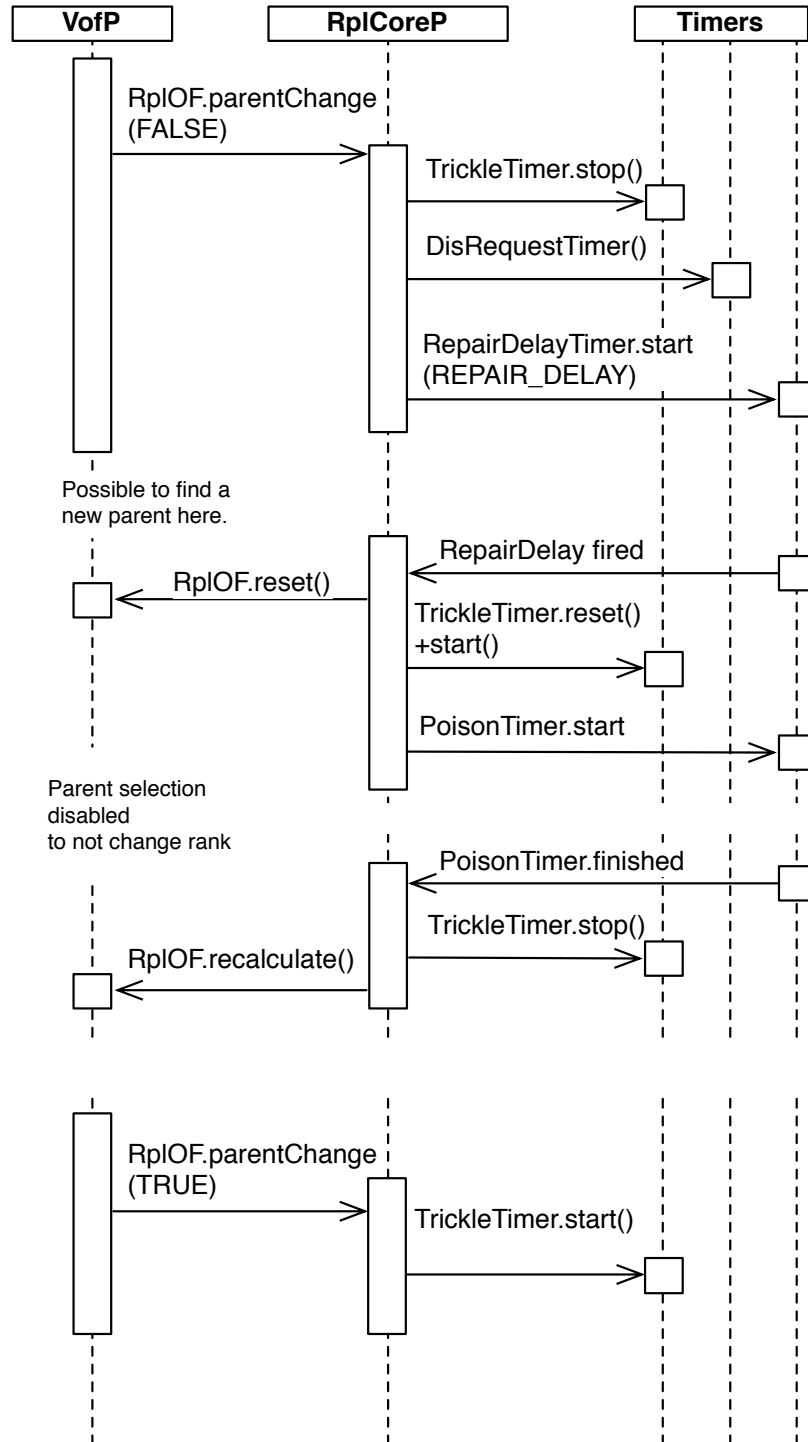 VofP
RplCoreP
Timers
RplOF.parentChange
(FALSE)
TrickleTimer.stop()
DisRequestTimer()
RepairDelayTimer.start
(REPAIR_DELAY)
Possible to find a
new parent here.
RepairDelay fired
RplOF.reset()
TrickleTimer.reset()
+start()
PoisonTimer.start
Parent selection
disabled
to not change rank
PoisonTimer.finished
TrickleTimer.stop()
RplOF.recalculate()
RplOF.parentChange
(TRUE)
TrickleTimer.start()